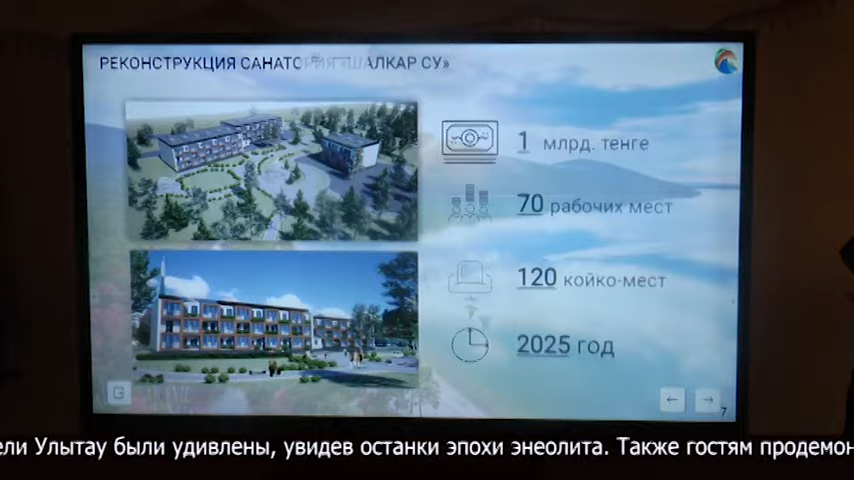 РЕКОНСТРУКЦИЯ САНАТОРИЯ «ШАЛКАР СУ»
1 млрд. тенге
70 рабочих мест
120 койко-мест
2025 год
7
ели Улытау были удивлены, увидев останки эпохи энеолита. Также гостям продемон